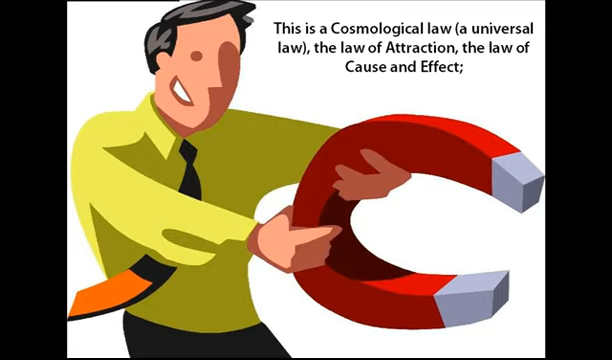 This is a Cosmological law (a universal
law), the law of Attraction, the law of
Cause and Effect;